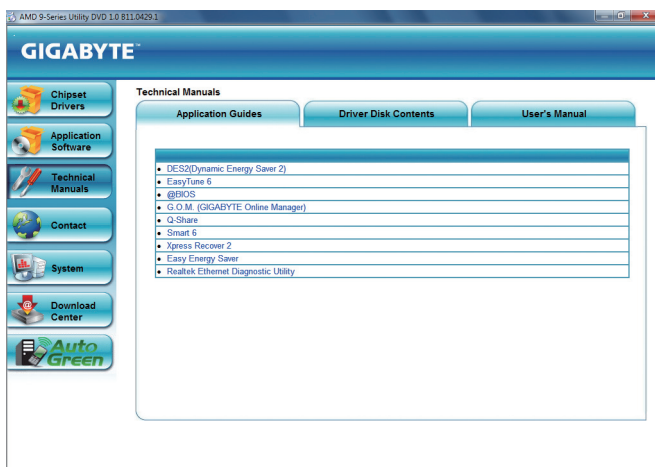 AMD 9-Series Utility DVD 1.0 B11.0429.1
GIGABYTE™
Chipset
Drivers
Application
Software
Technical
Manuals
Contact
System
Download
Center
Auto
Green
Technical Manuals
Application Guides
Driver Disk Contents
User's Manual
• DES2(Dynamic Energy Saver 2)
• EasyTune 6
• @BIOS
• G.O.M. (GIGABYTE Online Manager)
• Q-Share
• Smart 6
• Xpress Recover 2
• Easy Energy Saver
• Realtek Ethernet Diagnostic Utility